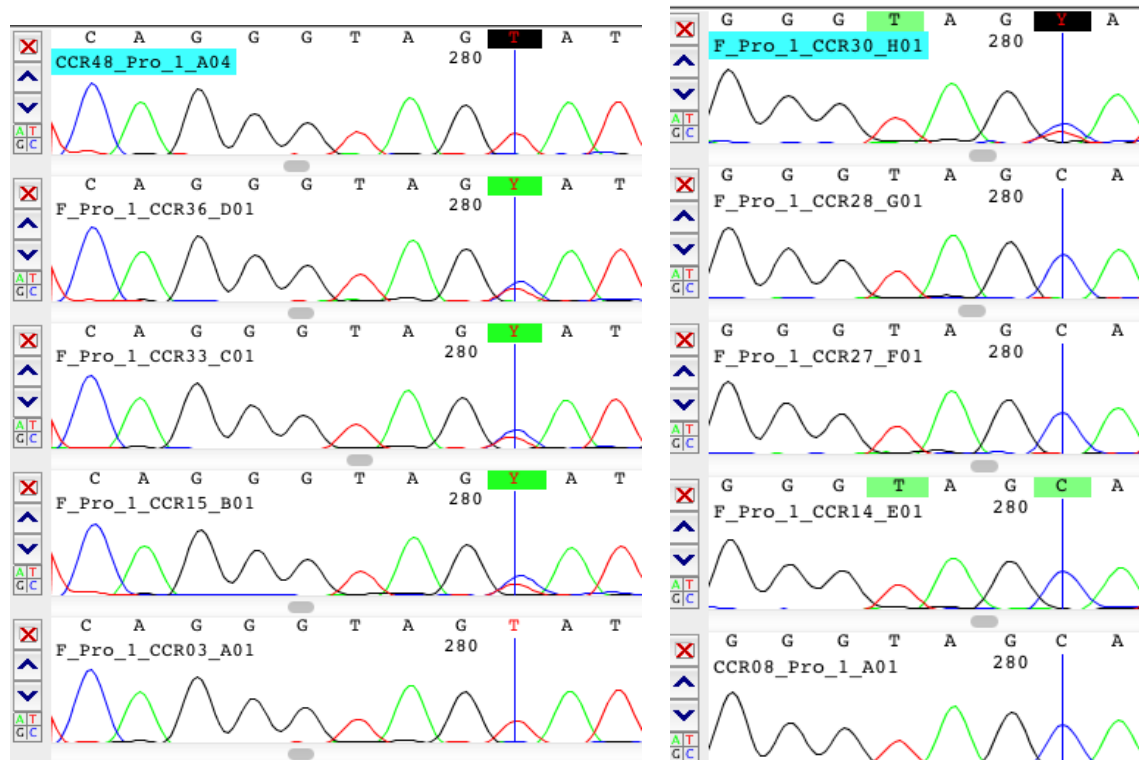 C A G G G T A G T A T
280
CCR48_Pro_1_A04
A T
G C
C A G G G T A G Y A T
280
F_Pro_1_CCR36_D01
A T
G C
C A G G G T A G Y A T
280
F_Pro_1_CCR33_C01
A T
G C
C A G G G T A G Y A T
280
F_Pro_1_CCR15_B01
A T
G C
C A G G G T A G T A T
280
F_Pro_1_CCR03_A01
A T
G C
G G G T A G Y A
280
F_Pro_1_CCR30_H01
A T
G C
G G G T A G C A
280
F_Pro_1_CCR28_G01
A T
G C
G G G T A G C A
280
F_Pro_1_CCR27_F01
A T
G C
G G G T A G C A
280
F_Pro_1_CCR14_E01
A T
G C
G G G T A G C A
280
CCR08_Pro_1_A01
A T
G C